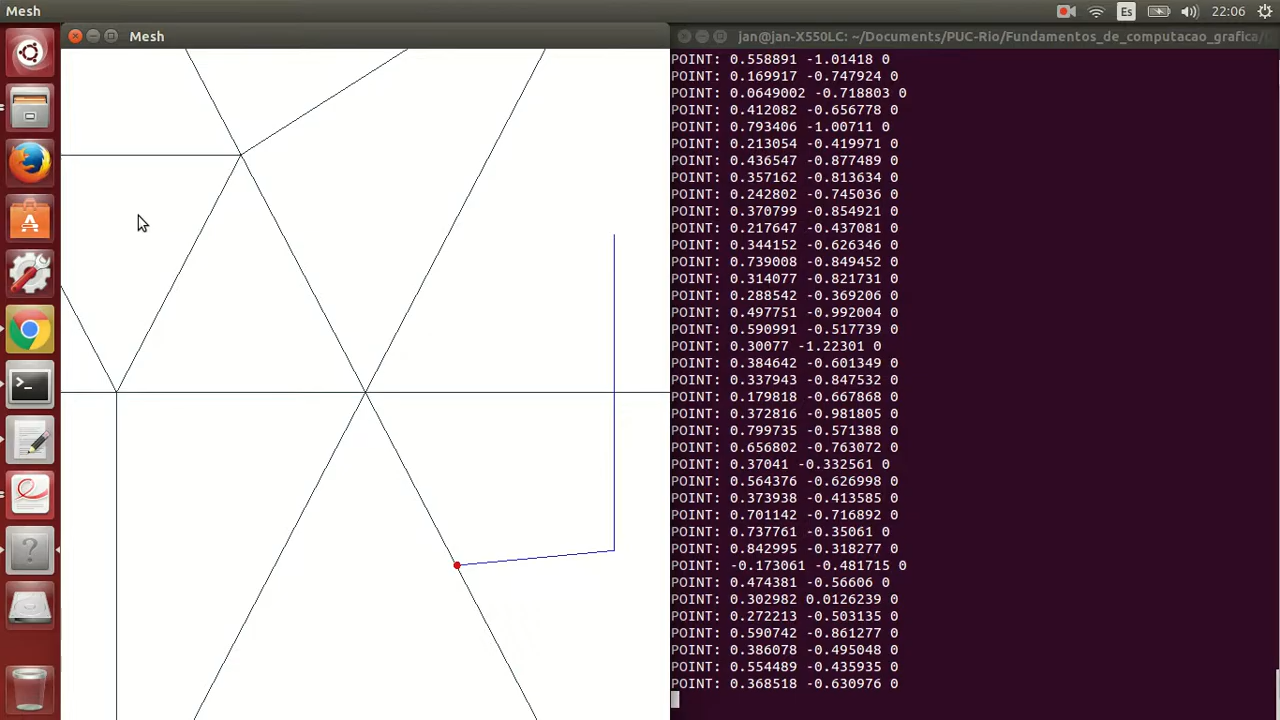 Mesh
Es
22:06
Mesh
jan@jan-X550LC: ~/Documents/PUC-Rio/Fundamentos_de_computacao_grafica/
POINT: 0.558891 -1.01418 0
POINT: 0.169917 -0.747924 0
POINT: 0.0649002 -0.718803 0
POINT: 0.412082 -0.656778 0
POINT: 0.793406 -1.00711 0
POINT: 0.213054 -0.419971 0
POINT: 0.436547 -0.877489 0
POINT: 0.357162 -0.813634 0
POINT: 0.242802 -0.745036 0
POINT: 0.370799 -0.854921 0
POINT: 0.217647 -0.437081 0
POINT: 0.344152 -0.626346 0
POINT: 0.739008 -0.849452 0
POINT: 0.314077 -0.821731 0
POINT: 0.288542 -0.369206 0
POINT: 0.497751 -0.992004 0
POINT: 0.590991 -0.517739 0
POINT: 0.30077 -1.22301 0
POINT: 0.384642 -0.601349 0
POINT: 0.337943 -0.847532 0
POINT: 0.179818 -0.667868 0
POINT: 0.372816 -0.981805 0
POINT: 0.799735 -0.571388 0
POINT: 0.656802 -0.763072 0
POINT: 0.37041 -0.332561 0
POINT: 0.564376 -0.626998 0
POINT: 0.373938 -0.413585 0
POINT: 0.701142 -0.716892 0
POINT: 0.737761 -0.35061 0
POINT: 0.842995 -0.318277 0
POINT: -0.173061 -0.481715 0
POINT: 0.474381 -0.56606 0
POINT: 0.302982 0.0126239 0
POINT: 0.272213 -0.503135 0
POINT: 0.590742 -0.861277 0
POINT: 0.386078 -0.495048 0
POINT: 0.554489 -0.435935 0
POINT: 0.368518 -0.630976 0